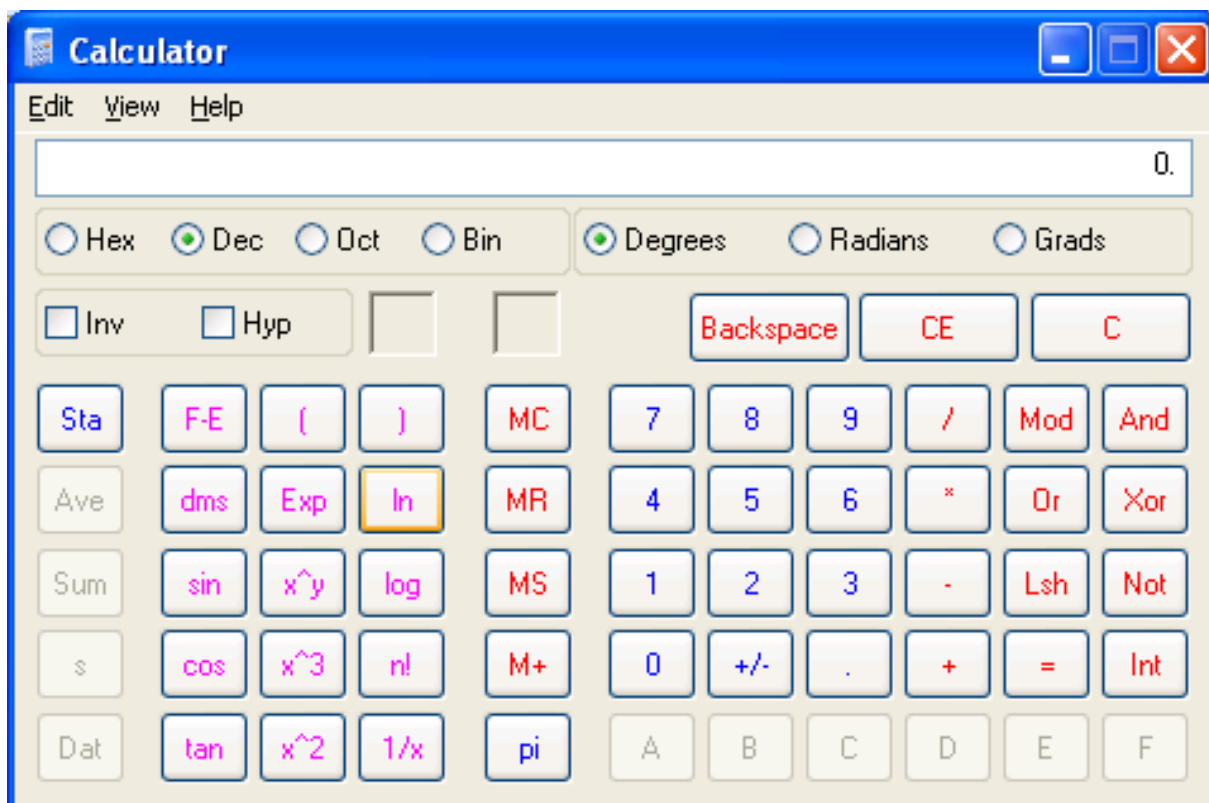 Calculator
Edit View Help
0.
Hex Dec Oct Bin Degrees Radians Grads
Inv Hyp Backspace CE C
Sta F-E ( ) MC 7 8 9 / Mod And
Ave dms Exp ln MR 4 5 6 * Or Xor
Sum sin x^y log MS 1 2 3 - Lsh Not
s cos x^3 n! M+ 0 +/- . + = Int
Dat tan x^2 1/x pi A B C D E F